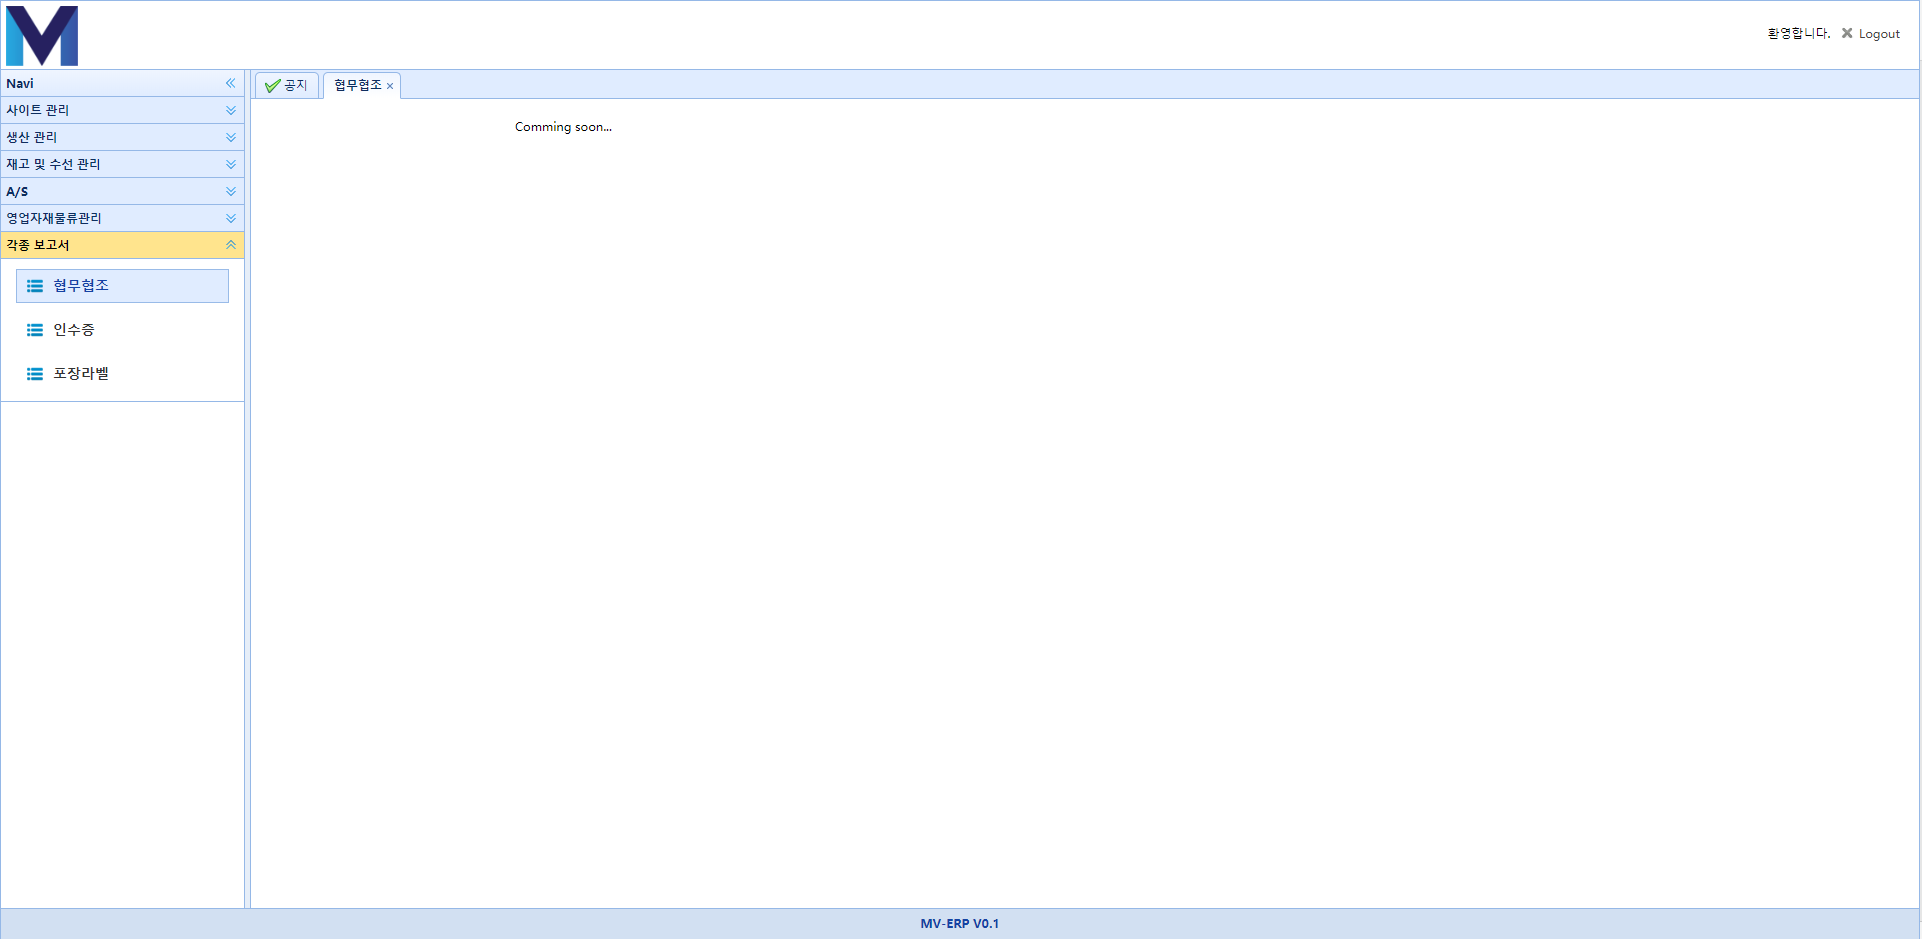 환영합니다. Logout
Navi
사이트 관리
생산 관리
재고 및 수선 관리
A/S
영업자재물류관리
각종 보고서
협무협조
인수증
포장라벨
공지
협무협조
Comming soon...
MV-ERP V0.1